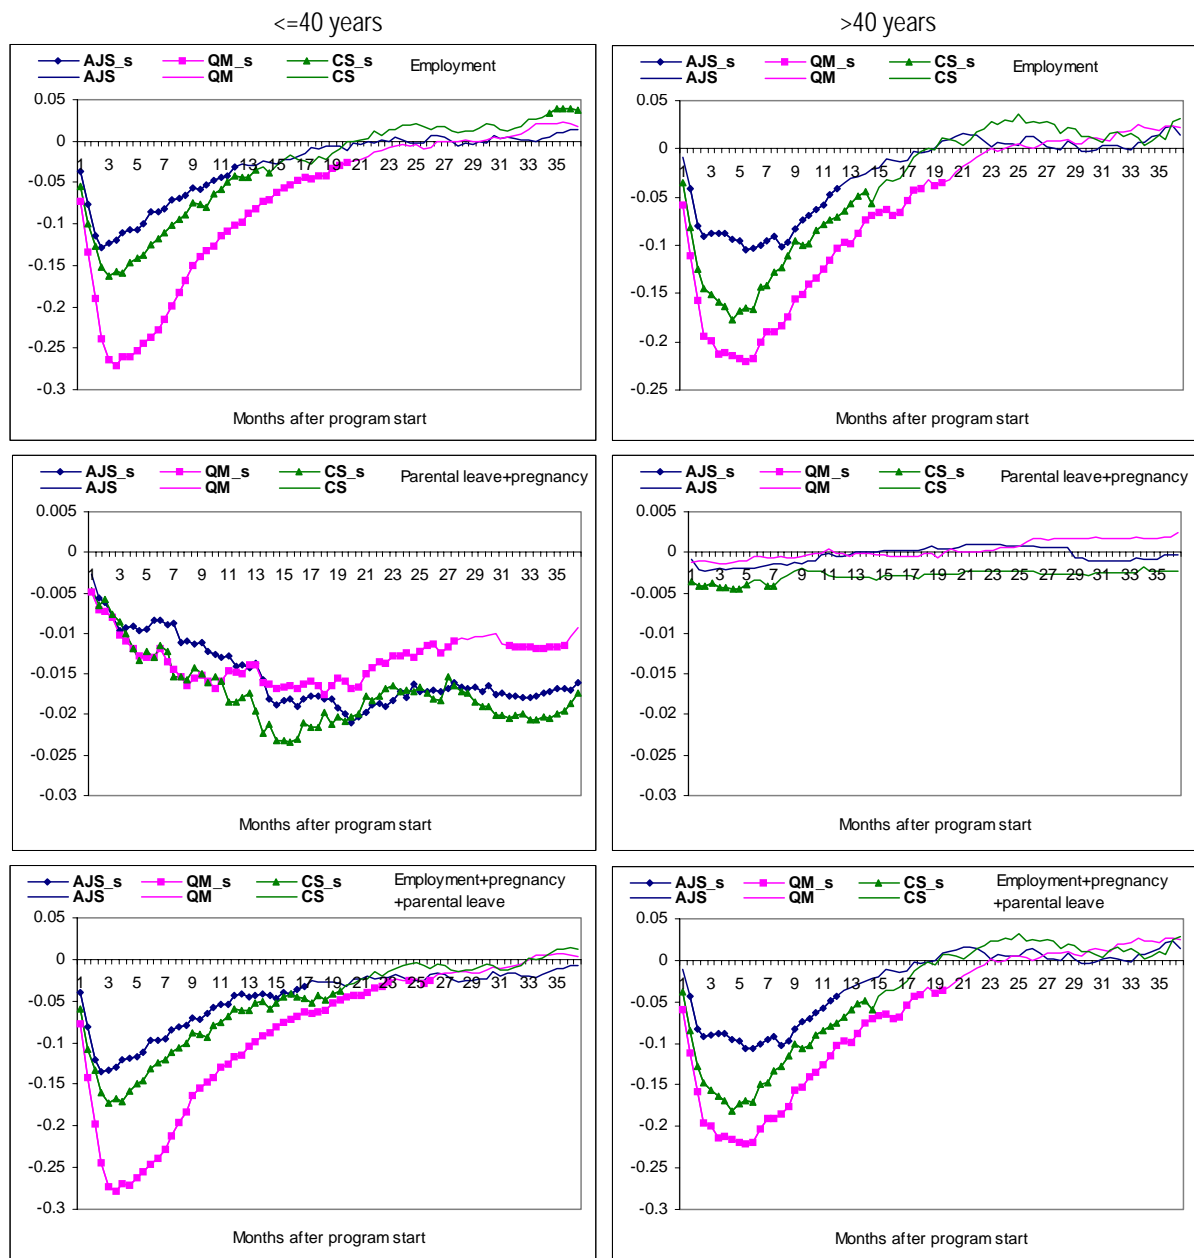 <=40 years
>40 years
AJS_s QM_s CS_s
AJS QM CS
Employment
0.05
0
-0.05
-0.1
-0.15
-0.2
-0.25
-0.3
1 3 5 7 9 11 13 15 17 19 21 23 25 27 29 31 33 35
Months after program start
AJS_s QM_s CS_s
AJS QM CS
Employment
0.05
0
-0.05
-0.1
-0.15
-0.2
-0.25
1 3 5 7 9 11 13 15 17 19 21 23 25 27 29 31 33 35
Months after program start
AJS_s QM_s CS_s
AJS QM CS
Parental leave+pregnancy
0.005
0
-0.005
-0.01
-0.015
-0.02
-0.025
-0.03
1 3 5 7 9 11 13 15 17 19 21 23 25 27 29 31 33 35
Months after program start
AJS_s QM_s CS_s
AJS QM CS
Parental leave+pregnancy
0.005
0
-0.005
-0.01
-0.015
-0.02
-0.025
-0.03
1 3 5 7 9 11 13 15 17 19 21 23 25 27 29 31 33 35
Months after program start
AJS_s QM_s CS_s
AJS QM CS
Employment+pregnancy
+parental leave
0.05
0
-0.05
-0.1
-0.15
-0.2
-0.25
-0.3
1 3 5 7 9 11 13 15 17 19 21 23 25 27 29 31 33 35
Months after program start
AJS_s QM_s CS_s
AJS QM CS
Employment+pregnancy
+parental leave
0.05
0
-0.05
-0.1
-0.15
-0.2
-0.25
-0.3
1 3 5 7 9 11 13 15 17 19 21 23 25 27 29 31 33 35
Months after program start